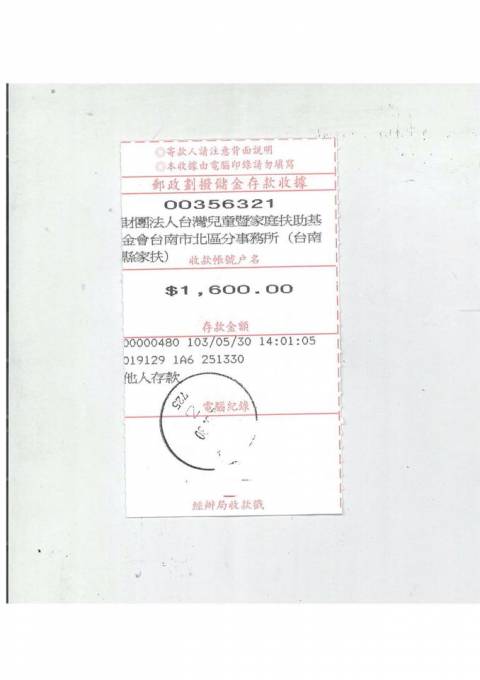 ◎寄款人請注意背面說明
◎本收據由電腦印錄請勿填寫
郵政劃撥儲金存款收據
00356321
財團法人台灣兒童暨家庭扶助基
金會台南市北區分事務所（台南
縣家扶）
收款帳號戶名
$1,600.00
存款金額
00000480 103/05/30 14:01:05
019129 1A6 251330
他人存款
電腦紀錄
725
經辦局收款戳